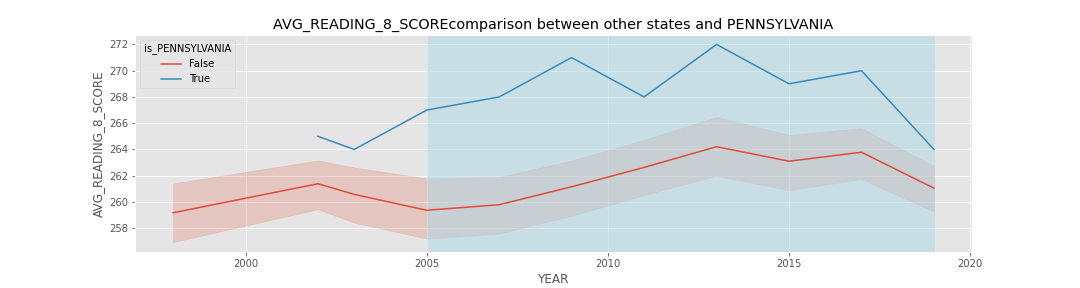 AVG_READING_8_SCOREcomparison between other states and PENNSYLVANIA
is_PENNSYLVANIA
False
True
AVG_READING_8_SCORE
272
270
268
266
264
262
260
258
2000
2005
2010
2015
2020
YEAR